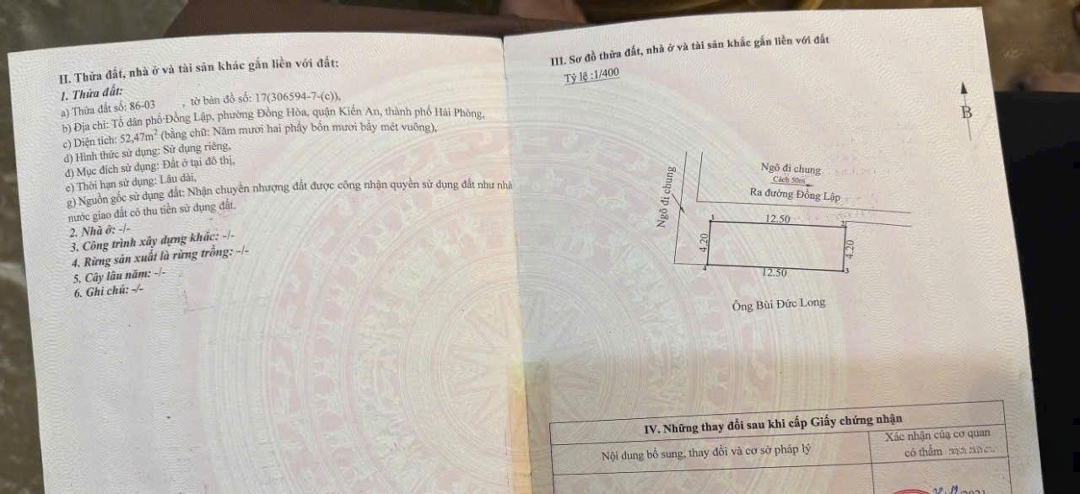 II. Thửa đất, nhà ở và tài sản khác gắn liền với đất:
1. Thửa đất:
a) Thửa đất số: 86-03 , tờ bản đồ số: 17(306594-7-(c)),
b) Địa chỉ: Tổ dân phố Đồng Lập, phường Đồng Hòa, quận Kiến An, thành phố Hải Phòng,
c) Diện tích: 52,47m² (bằng chữ: Năm mươi hai phẩy bốn mươi bảy mét vuông),
d) Hình thức sử dụng: Sử dụng riêng,
đ) Mục đích sử dụng: Đất ở tại đô thị,
e) Thời hạn sử dụng: Lâu dài,
g) Nguồn gốc sử dụng đất: Nhận chuyển nhượng đất được công nhận quyền sử dụng đất như nhà
nước giao đất có thu tiền sử dụng đất.
2. Nhà ở: -/-
3. Công trình xây dựng khác: -/-
4. Rừng sản xuất là rừng trồng: -/-
5. Cây lâu năm: -/-
6. Ghi chú: -/-
III. Sơ đồ thửa đất, nhà ở và tài sản khác gắn liền với đất
Tỷ lệ :1/400
B
Ngõ đi chung
Ngõ đi chung
Cách 50m
Ra đường Đồng Lập
1
12.50
2
4.20
4.20
4
12.50
3
Ông Bùi Đức Long
IV. Những thay đổi sau khi cấp Giấy chứng nhận
Nội dung bổ sung, thay đổi và cơ sở pháp lý
Xác nhận của cơ quan
có thẩm